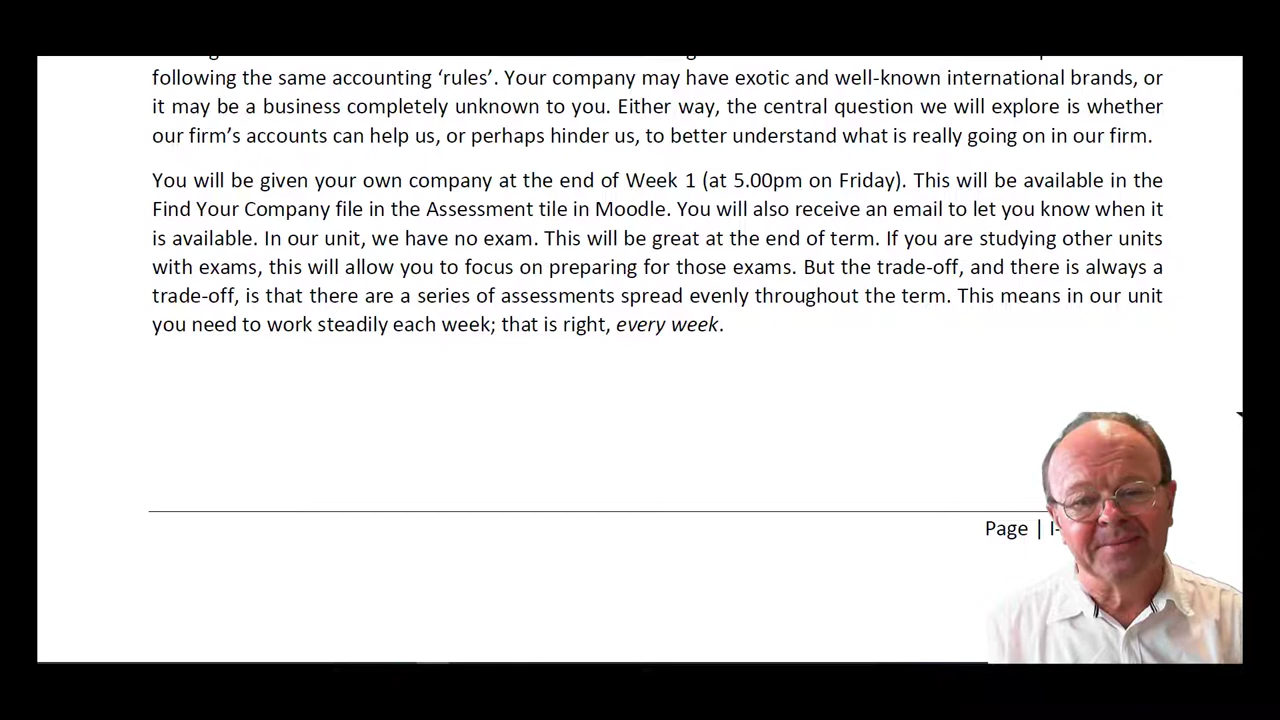 following the same accounting ‘rules’. Your company may have exotic and well-known international brands, or
it may be a business completely unknown to you. Either way, the central question we will explore is whether
our firm’s accounts can help us, or perhaps hinder us, to better understand what is really going on in our firm.
You will be given your own company at the end of Week 1 (at 5.00pm on Friday). This will be available in the
Find Your Company file in the Assessment tile in Moodle. You will also receive an email to let you know when it
is available. In our unit, we have no exam. This will be great at the end of term. If you are studying other units
with exams, this will allow you to focus on preparing for those exams. But the trade-off, and there is always a
trade-off, is that there are a series of assessments spread evenly throughout the term. This means in our unit
you need to work steadily each week; that is right, every week.
Page | I-